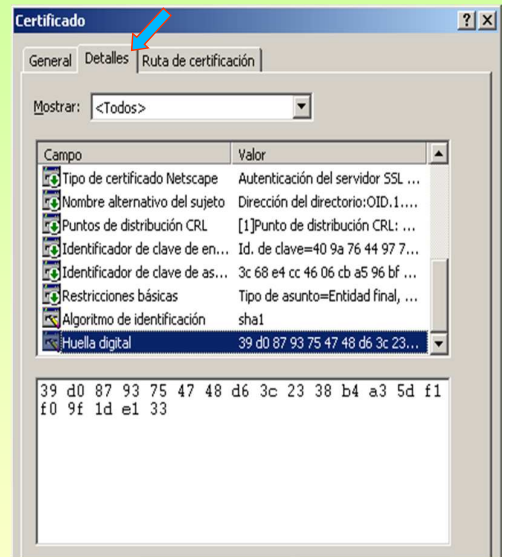 Certificado
General Detalles Ruta de certificación
Mostrar: <Todos>
Campo Valor
Tipo de certificado Netscape Autenticación del servidor SSL ...
Nombre alternativo del sujeto Dirección del directorio:OID.1....
Puntos de distribución CRL [1]Punto de distribución CRL: ...
Identificador de clave de en... Id. de clave=40 9a 76 44 97 7...
Identificador de clave de as... 3c 68 e4 cc 46 06 cb a5 96 bf ...
Restricciones básicas Tipo de asunto=Entidad final, ...
Algoritmo de identificación sha1
Huella digital 39 d0 87 93 75 47 48 d6 3c 23...
39 d0 87 93 75 47 48 d6 3c 23 38 b4 a3 5d f1
f0 9f 1d e1 33